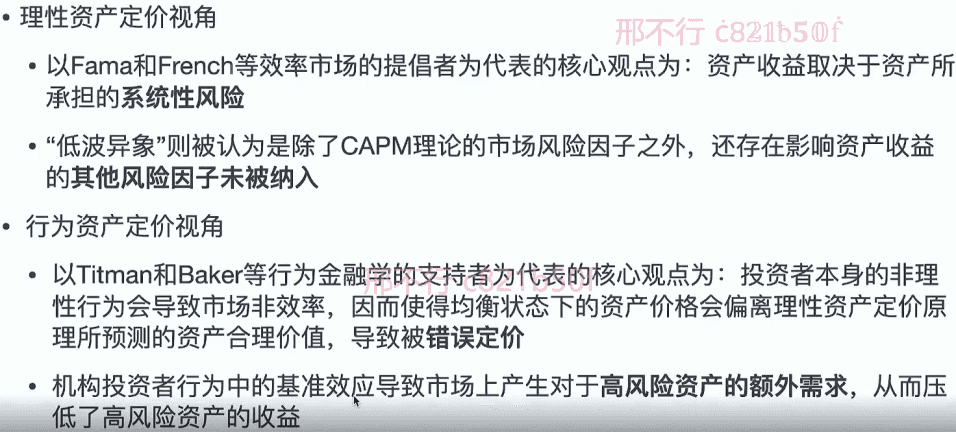 • 理性资产定价视角
邢不行 c821b50f
• 以Fama和French等效率市场的提倡者为代表的核心观点为：资产收益取决于资产所
承担的系统性风险
• “低波异象”则被认为是除了CAPM理论的市场风险因子之外，还存在影响资产收益
的其他风险因子未被纳入
• 行为资产定价视角
• 以Titman和Baker等行为金融学的支持者为代表的核心观点为：投资者本身的非理
邢不行 c821b50f
性行为会导致市场非效率，因而使得均衡状态下的资产价格会偏离理性资产定价原
理所预测的资产合理价值，导致被错误定价
• 机构投资者行为中的基准效应导致市场上产生对于高风险资产的额外需求，从而压
低了高风险资产的收益